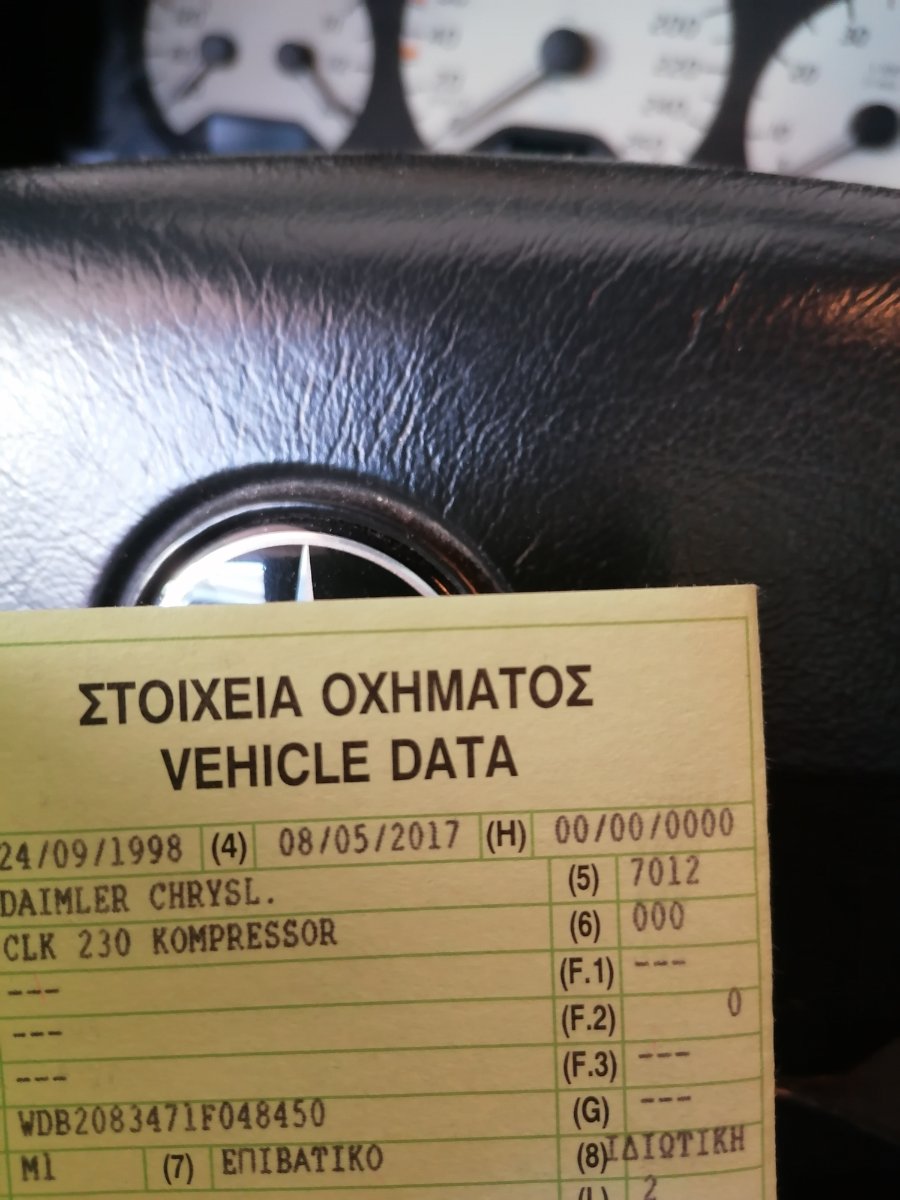 ΣΤΟΙΧΕΙΑ ΟΧΗΜΑΤΟΣ
VEHICLE DATA
24/09/1998 (4) 08/05/2017 (H) 00/00/0000
DAIMLER CHRYSL. (5) 7012
CLK 230 KOMPRESSOR (6) 000
--- (F.1) ---
--- (F.2) 0
--- (F.3) ---
WDB2083471F048450 (G) ---
M1 (7) ΕΠΙΒΑΤΙΚΟ (8) ΙΔΙΩΤΙΚΗ
2